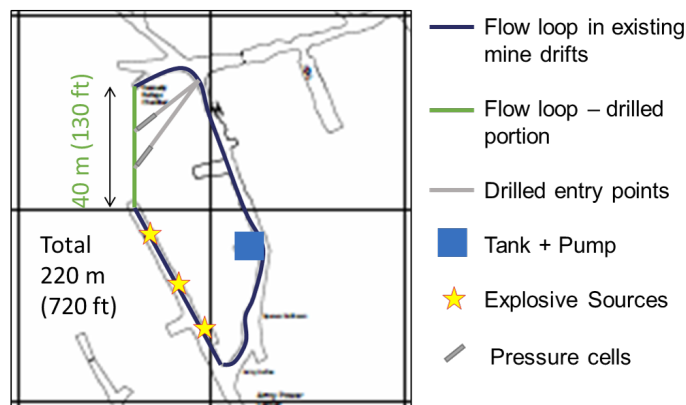 Flow loop in existing
mine drifts
Flow loop – drilled
portion
Drilled entry points
Tank + Pump
Explosive Sources
Pressure cells
40 m (130 ft)
Total
220 m
(720 ft)